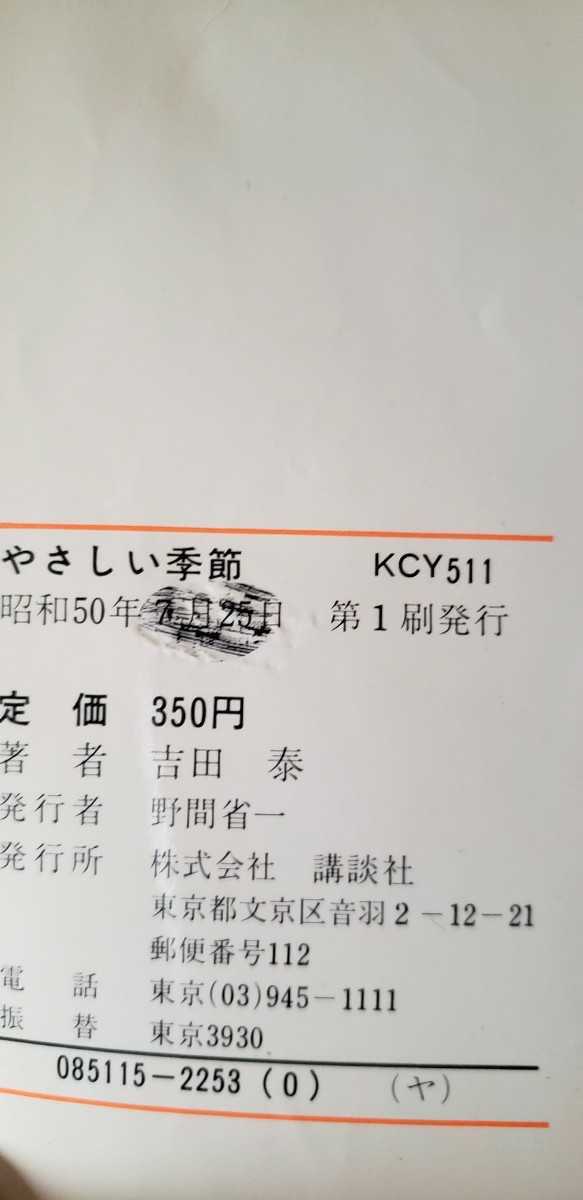 やさしい季節 KCY511
昭和50年7月25日 第1刷発行
定価 350円
著者 吉田 泰
発行者 野間省一
発行所 株式会社 講談社
東京都文京区音羽2-12-21
郵便番号112
電話 東京(03)945-1111
振替 東京3930
085115-2253(0) (ヤ)